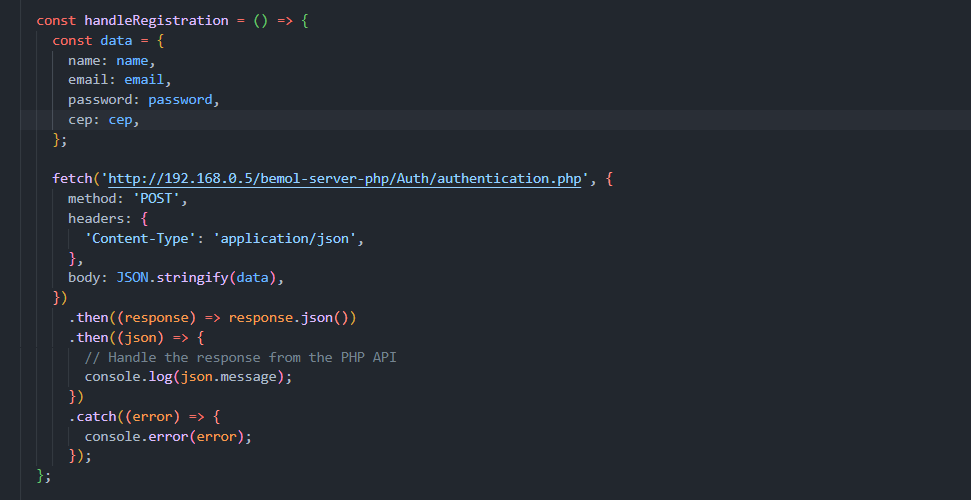 const handleRegistration = () => {
const data = {
name: name,
email: email,
password: password,
cep: cep,
};
fetch('http://192.168.0.5/bemol-server-php/Auth/authentication.php', {
method: 'POST',
headers: {
'Content-Type': 'application/json',
},
body: JSON.stringify(data),
})
.then((response) => response.json())
.then((json) => {
// Handle the response from the PHP API
console.log(json.message);
})
.catch((error) => {
console.error(error);
});
};